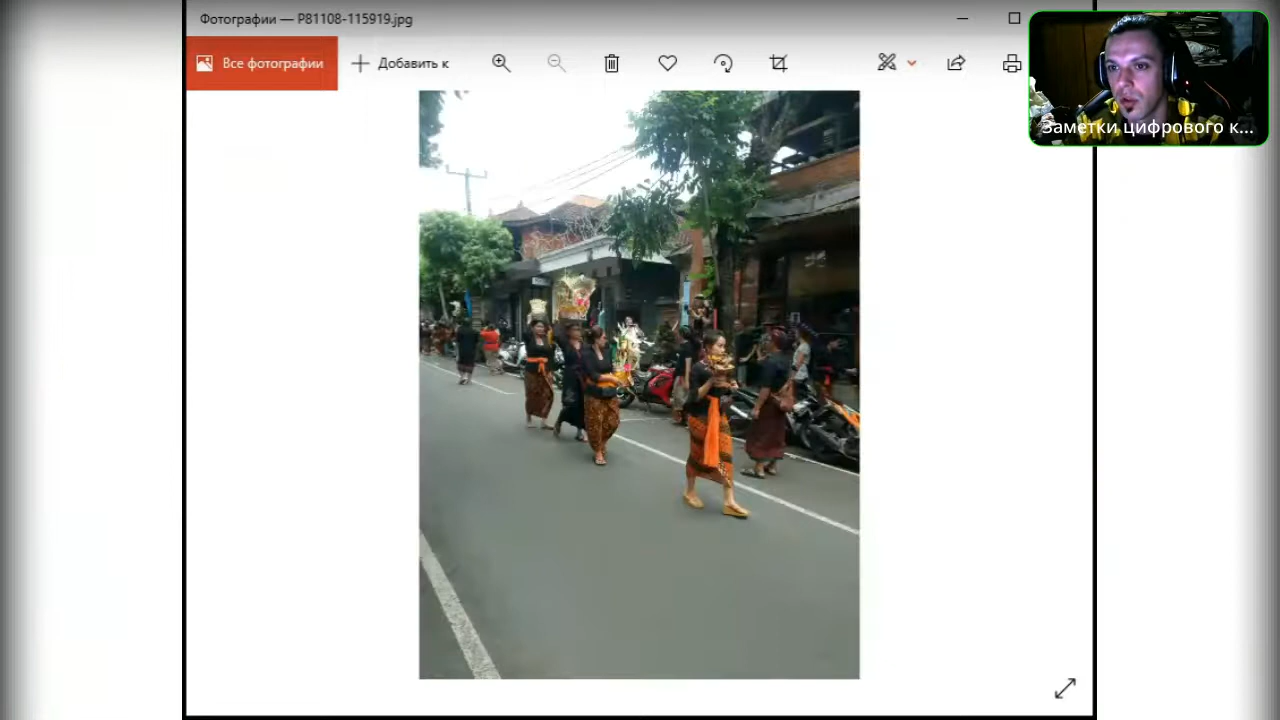 Фотографии — P81108-115919.jpg
Все фотографии
Добавить к
Заметки цифрового к...